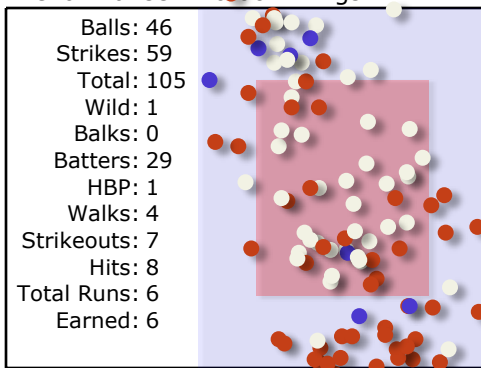 Balls: 46
Strikes: 59
Total: 105
Wild: 1
Balks: 0
Batters: 29
HBP: 1
Walks: 4
Strikeouts: 7
Hits: 8
Total Runs: 6
Earned: 6